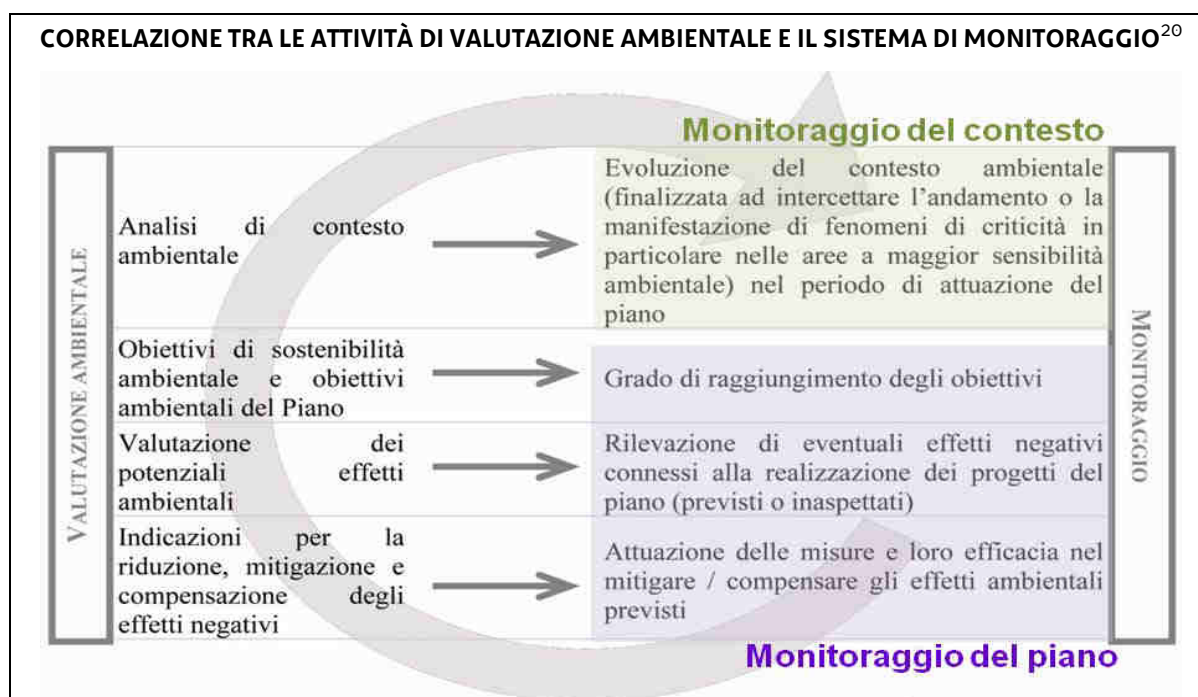 CORRELAZIONE TRA LE ATTIVITÀ DI VALUTAZIONE AMBIENTALE E IL SISTEMA DI MONITORAGGIO20
Monitoraggio del contesto
VALUTAZIONE AMBIENTALE
Analisi di contesto
ambientale
Evoluzione del contesto ambientale
(finalizzata ad intercettare l'andamento o la
manifestazione di fenomeni di criticità in
particolare nelle aree a maggior sensibilità
ambientale) nel periodo di attuazione del
piano
Obiettivi di sostenibilità
ambientale e obiettivi
ambientali del Piano
Grado di raggiungimento degli obiettivi
Valutazione dei
potenziali effetti
ambientali
Rilevazione di eventuali effetti negativi
connessi alla realizzazione dei progetti del
piano (previsti o inaspettati)
Indicazioni per la
riduzione, mitigazione e
compensazione degli
effetti negativi
Attuazione delle misure e loro efficacia nel
mitigare / compensare gli effetti ambientali
previsti
MONITORAGGIO
Monitoraggio del piano